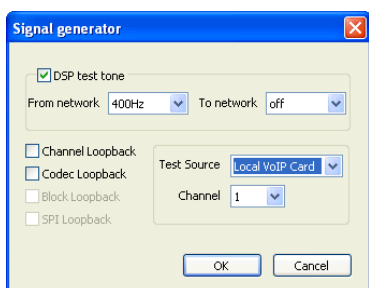 Signal generator
DSP test tone
From network 400Hz To network off
Channel Loopback
Codec Loopback
Block Loopback
SPI Loopback
Test Source Local VoIP Card
Channel 1
OK Cancel